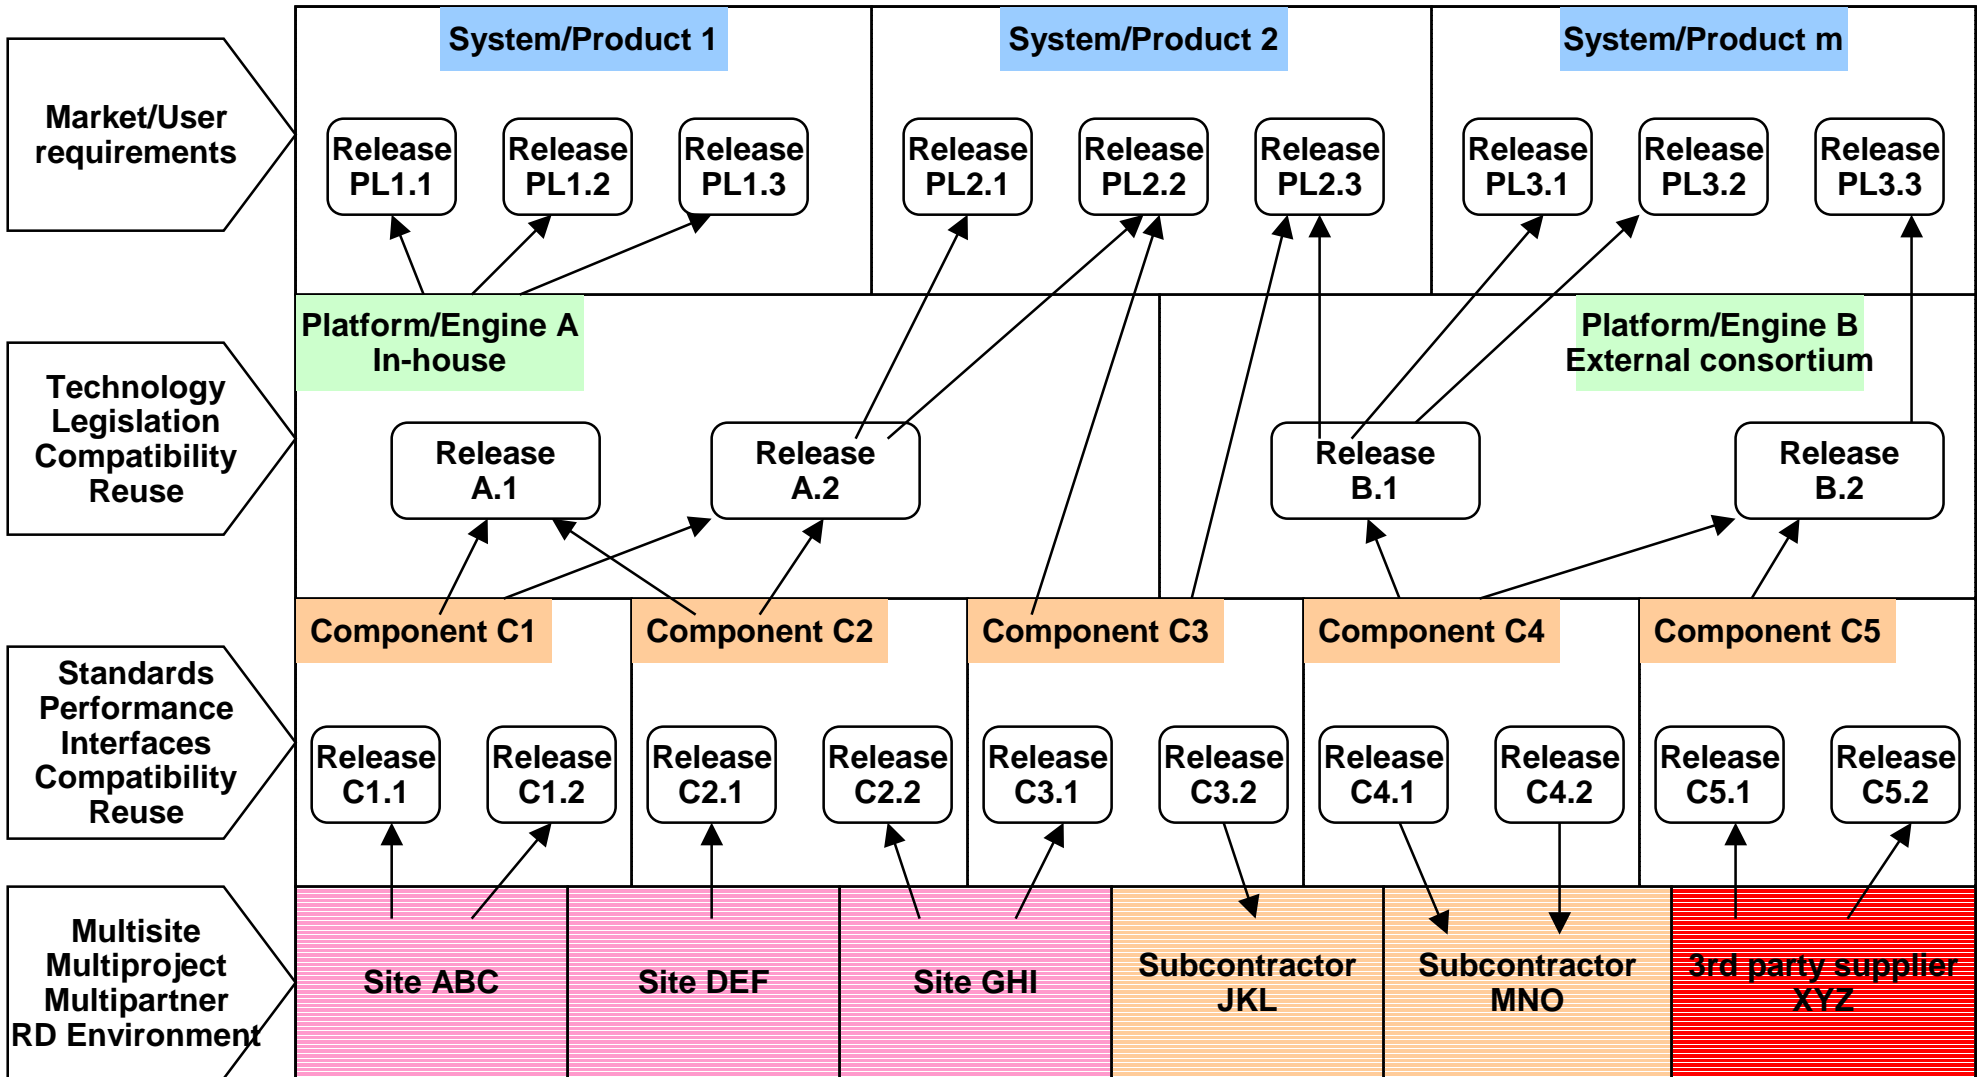 System/Product 1
System/Product 2
System/Product m
Market/User
requirements
Release
PL1.1
Release
PL1.2
Release
PL1.3
Release
PL2.1
Release
PL2.2
Release
PL2.3
Release
PL3.1
Release
PL3.2
Release
PL3.3
Platform/Engine A
In-house
Platform/Engine B
External consortium
Technology
Legislation
Compatibility
Reuse
Release
A.1
Release
A.2
Release
B.1
Release
B.2
Component C1
Component C2
Component C3
Component C4
Component C5
Standards
Performance
Interfaces
Compatibility
Reuse
Release
C1.1
Release
C1.2
Release
C2.1
Release
C2.2
Release
C3.1
Release
C3.2
Release
C4.1
Release
C4.2
Release
C5.1
Release
C5.2
Multisite
Multiproject
Multipartner
RD Environment
Site ABC
Site DEF
Site GHI
Subcontractor
JKL
Subcontractor
MNO
3rd party supplier
XYZ